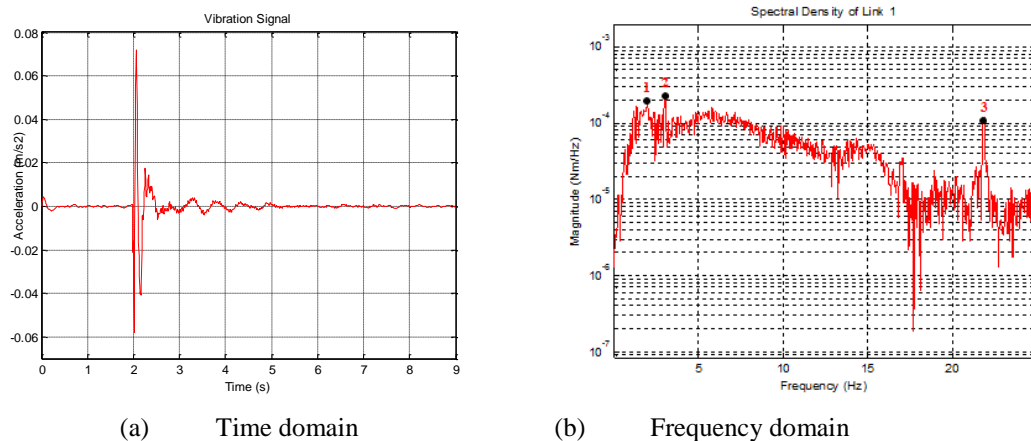 Vibration Signal
0.08
0.06
0.04
0.02
0
-0.02
-0.04
-0.06
Acceleration (m/s2)
0 1 2 3 4 5 6 7 8 9
Time (s)
(a) Time domain
Spectral Density of Link 1
10-3
10-4
10-5
10-6
10-7
Magnitude (Nm/Hz)
1
2
3
5 10 15 20
Frequency (Hz)
(b) Frequency domain